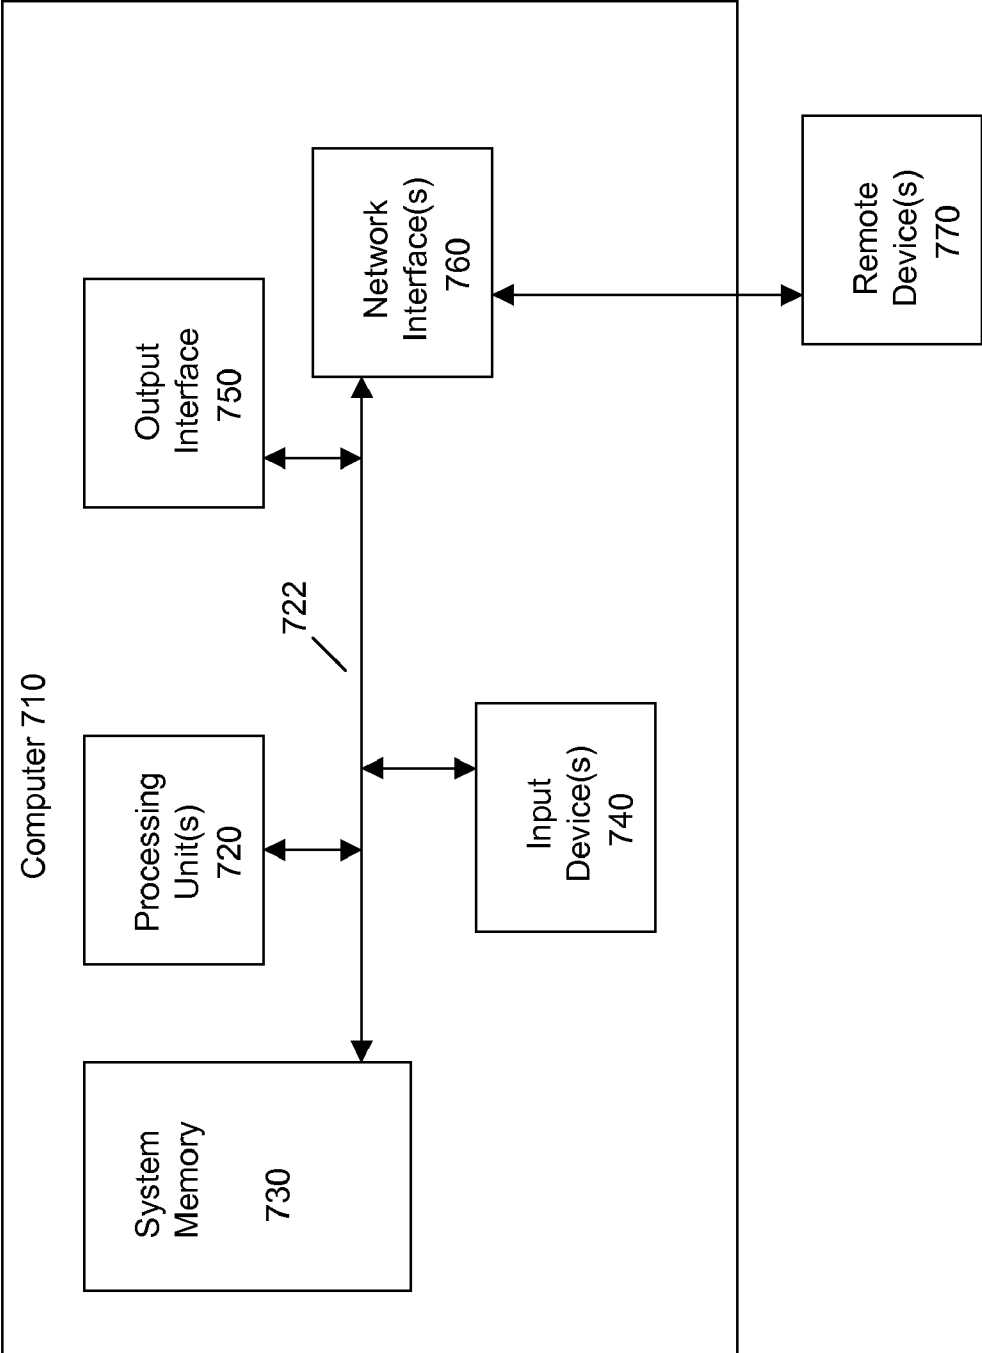 Computer 710
System
Memory
730
Processing
Unit(s)
720
Output
Interface
750
722
Network
Interface(s)
760
Input
Device(s)
740
Remote
Device(s)
770